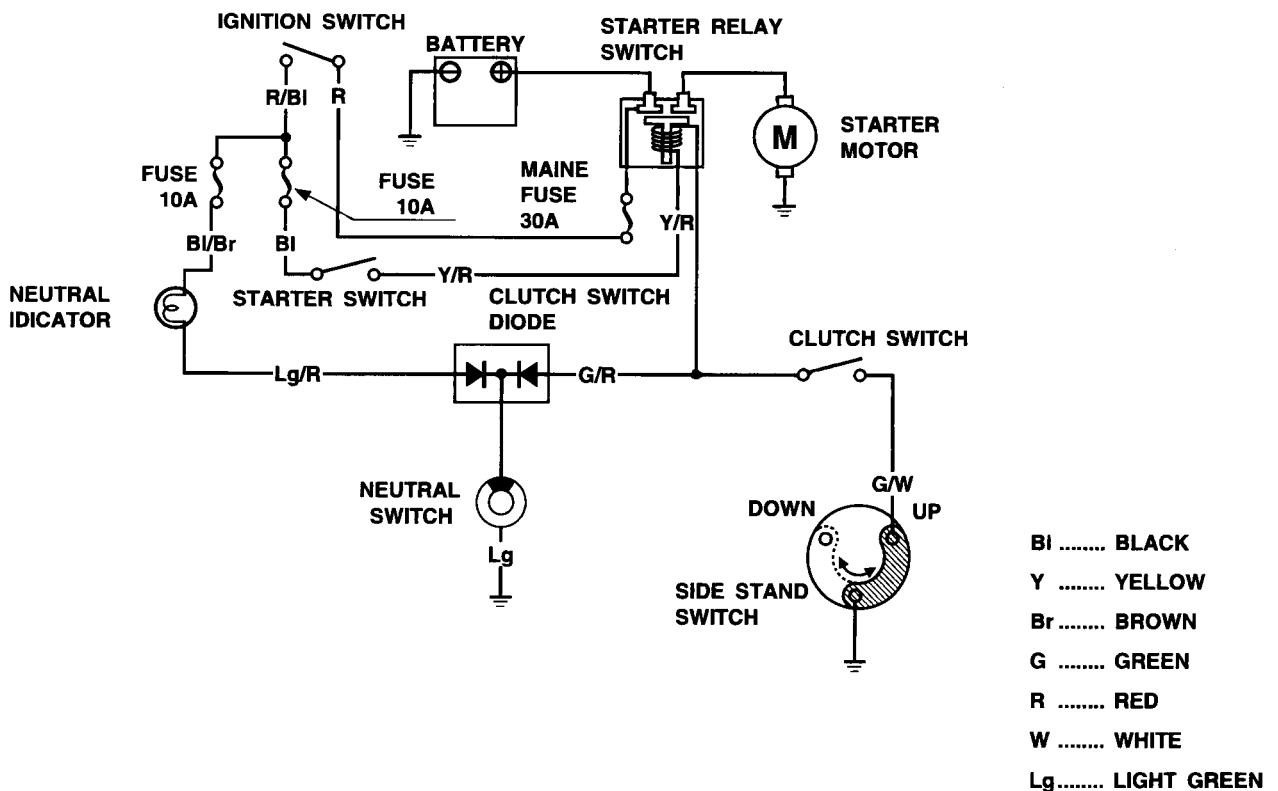 IGNITION SWITCH
BATTERY
STARTER RELAY
SWITCH
R/Bl
R
M
STARTER
MOTOR
FUSE
10A
FUSE
10A
MAINE
FUSE
30A
Y/R
Bl/Br
Bl
Y/R
STARTER SWITCH
NEUTRAL
IDICATOR
CLUTCH SWITCH
DIODE
CLUTCH SWITCH
Lg/R
G/R
NEUTRAL
SWITCH
Lg
G/W
DOWN
UP
SIDE STAND
SWITCH
Bl ........ BLACK
Y ........ YELLOW
Br ........ BROWN
G ........ GREEN
R ........ RED
W ........ WHITE
Lg ........ LIGHT GREEN